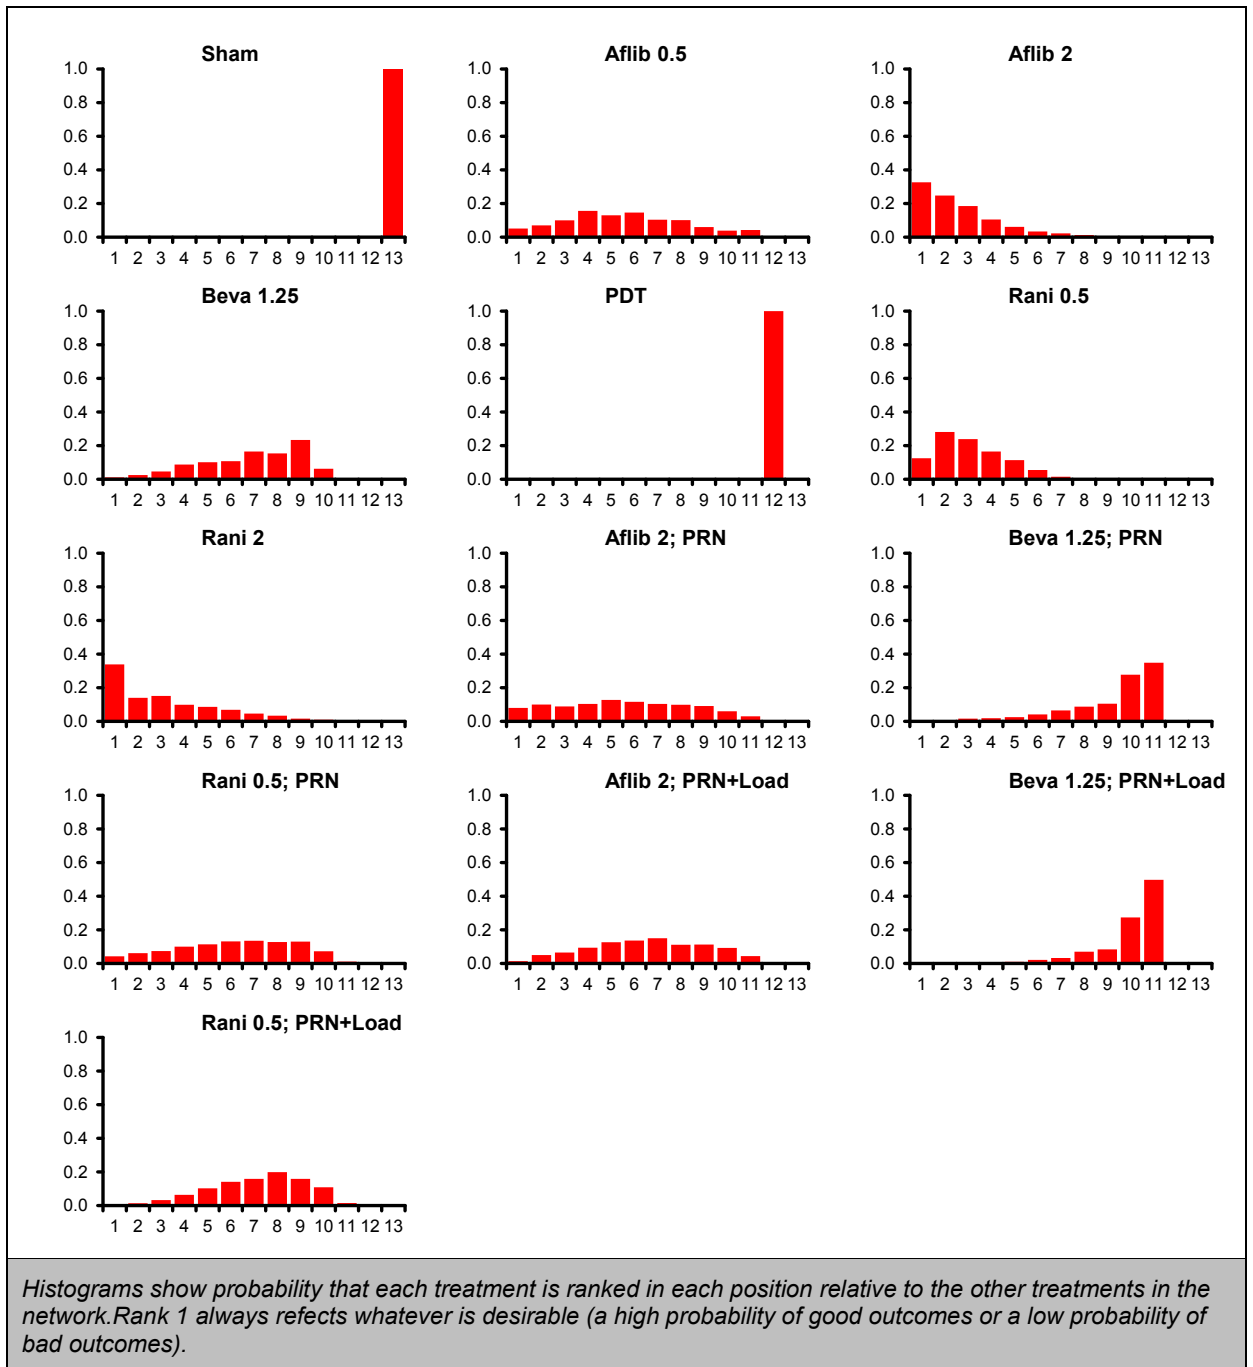 Sham Aflib 0.5 Aflib 2
1.0 1.0 1.0
0.8 0.8 0.8
0.6 0.6 0.6
0.4 0.4 0.4
0.2 0.2 0.2
0.0 0.0 0.0
1 2 3 4 5 6 7 8 9 10 11 12 13 1 2 3 4 5 6 7 8 9 10 11 12 13 1 2 3 4 5 6 7 8 9 10 11 12 13
Beva 1.25 PDT Rani 0.5
1.0 1.0 1.0
0.8 0.8 0.8
0.6 0.6 0.6
0.4 0.4 0.4
0.2 0.2 0.2
0.0 0.0 0.0
1 2 3 4 5 6 7 8 9 10 11 12 13 1 2 3 4 5 6 7 8 9 10 11 12 13 1 2 3 4 5 6 7 8 9 10 11 12 13
Rani 2 Aflib 2; PRN Beva 1.25; PRN
1.0 1.0 1.0
0.8 0.8 0.8
0.6 0.6 0.6
0.4 0.4 0.4
0.2 0.2 0.2
0.0 0.0 0.0
1 2 3 4 5 6 7 8 9 10 11 12 13 1 2 3 4 5 6 7 8 9 10 11 12 13 1 2 3 4 5 6 7 8 9 10 11 12 13
Rani 0.5; PRN Aflib 2; PRN+Load Beva 1.25; PRN+Load
1.0 1.0 1.0
0.8 0.8 0.8
0.6 0.6 0.6
0.4 0.4 0.4
0.2 0.2 0.2
0.0 0.0 0.0
1 2 3 4 5 6 7 8 9 10 11 12 13 1 2 3 4 5 6 7 8 9 10 11 12 13 1 2 3 4 5 6 7 8 9 10 11 12 13
Rani 0.5; PRN+Load
1.0
0.8
0.6
0.4
0.2
0.0
1 2 3 4 5 6 7 8 9 10 11 12 13
Histograms show probability that each treatment is ranked in each position relative to the other treatments in the
network.Rank 1 always refects whatever is desirable (a high probability of good outcomes or a low probability of
bad outcomes).